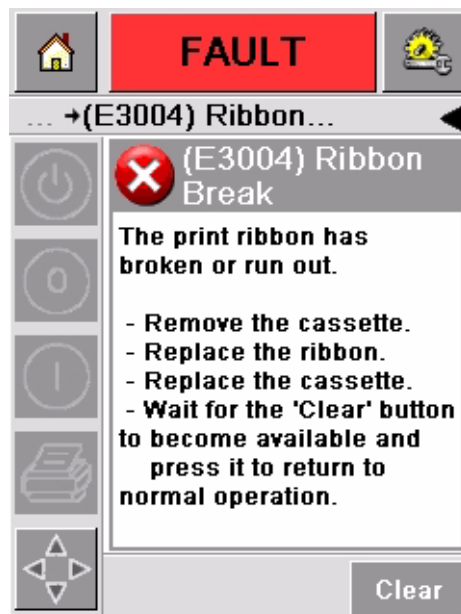 FAULT
... →(E3004) Ribbon...
(E3004) Ribbon
Break
The print ribbon has
broken or run out.
- Remove the cassette.
- Replace the ribbon.
- Replace the cassette.
- Wait for the 'Clear' button
to become available and
press it to return to
normal operation.
Clear